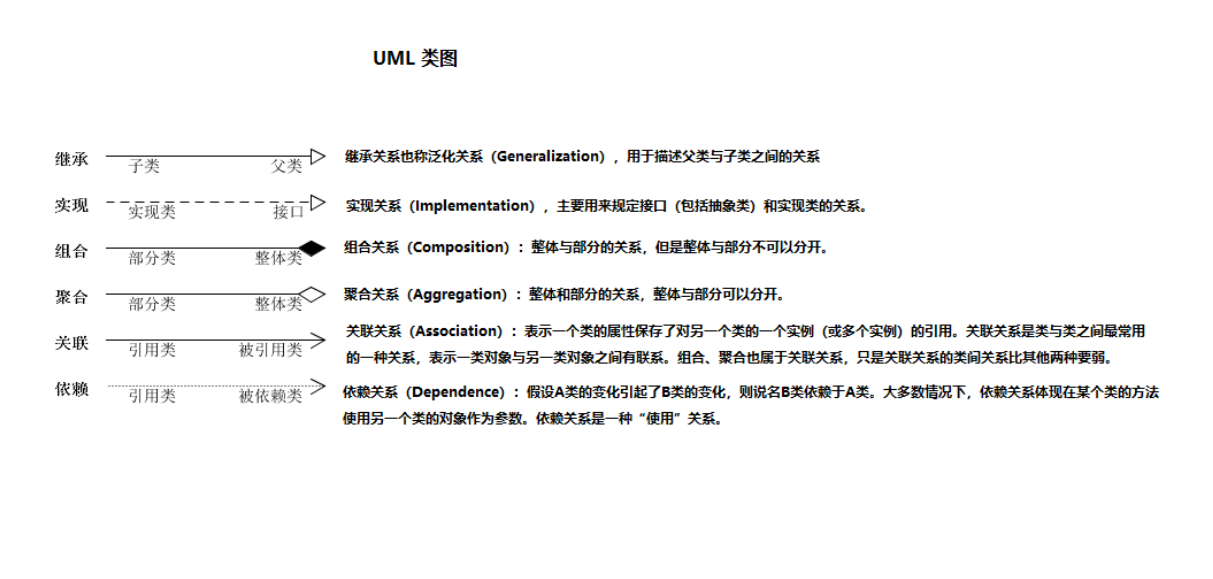 UML 类图
继承
子类
父类
继承关系也称泛化关系（Generalization），用于描述父类与子类之间的关系
实现
实现类
接口
实现关系（Implementation），主要用来规定接口（包括抽象类）和实现类的关系。
组合
部分类
整体类
组合关系（Composition）：整体与部分的关系，但是整体与部分不可以分开。
聚合
部分类
整体类
聚合关系（Aggregation）：整体和部分的关系，整体与部分可以分开。
关联
引用类
被引用类
关联关系（Association）：表示一个类的属性保存了对另一个类的一个实例（或多个实例）的引用。关联关系是类与类之间最常用
的一种关系，表示一类对象与另一类对象之间有联系。组合、聚合也属于关联关系，只是关联关系的类间关系比其他两种要弱。
依赖
引用类
被依赖类
依赖关系（Dependence）：假设A类的变化引起了B类的变化，则说名B类依赖于A类。大多数情况下，依赖关系体现在某个类的方法
使用另一个类的对象作为参数。依赖关系是一种“使用”关系。